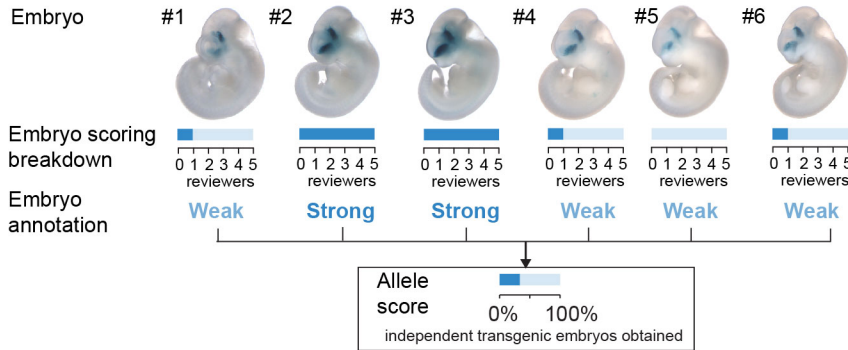 Embryo #1 #2 #3 #4 #5 #6
Embryo scoring
breakdown
0 1 2 3 4 5 0 1 2 3 4 5 0 1 2 3 4 5 0 1 2 3 4 5 0 1 2 3 4 5 0 1 2 3 4 5
reviewers reviewers reviewers reviewers reviewers reviewers
Embryo
annotation
Weak Strong Strong Weak Weak Weak
Allele
score
0% 100%
independent transgenic embryos obtained